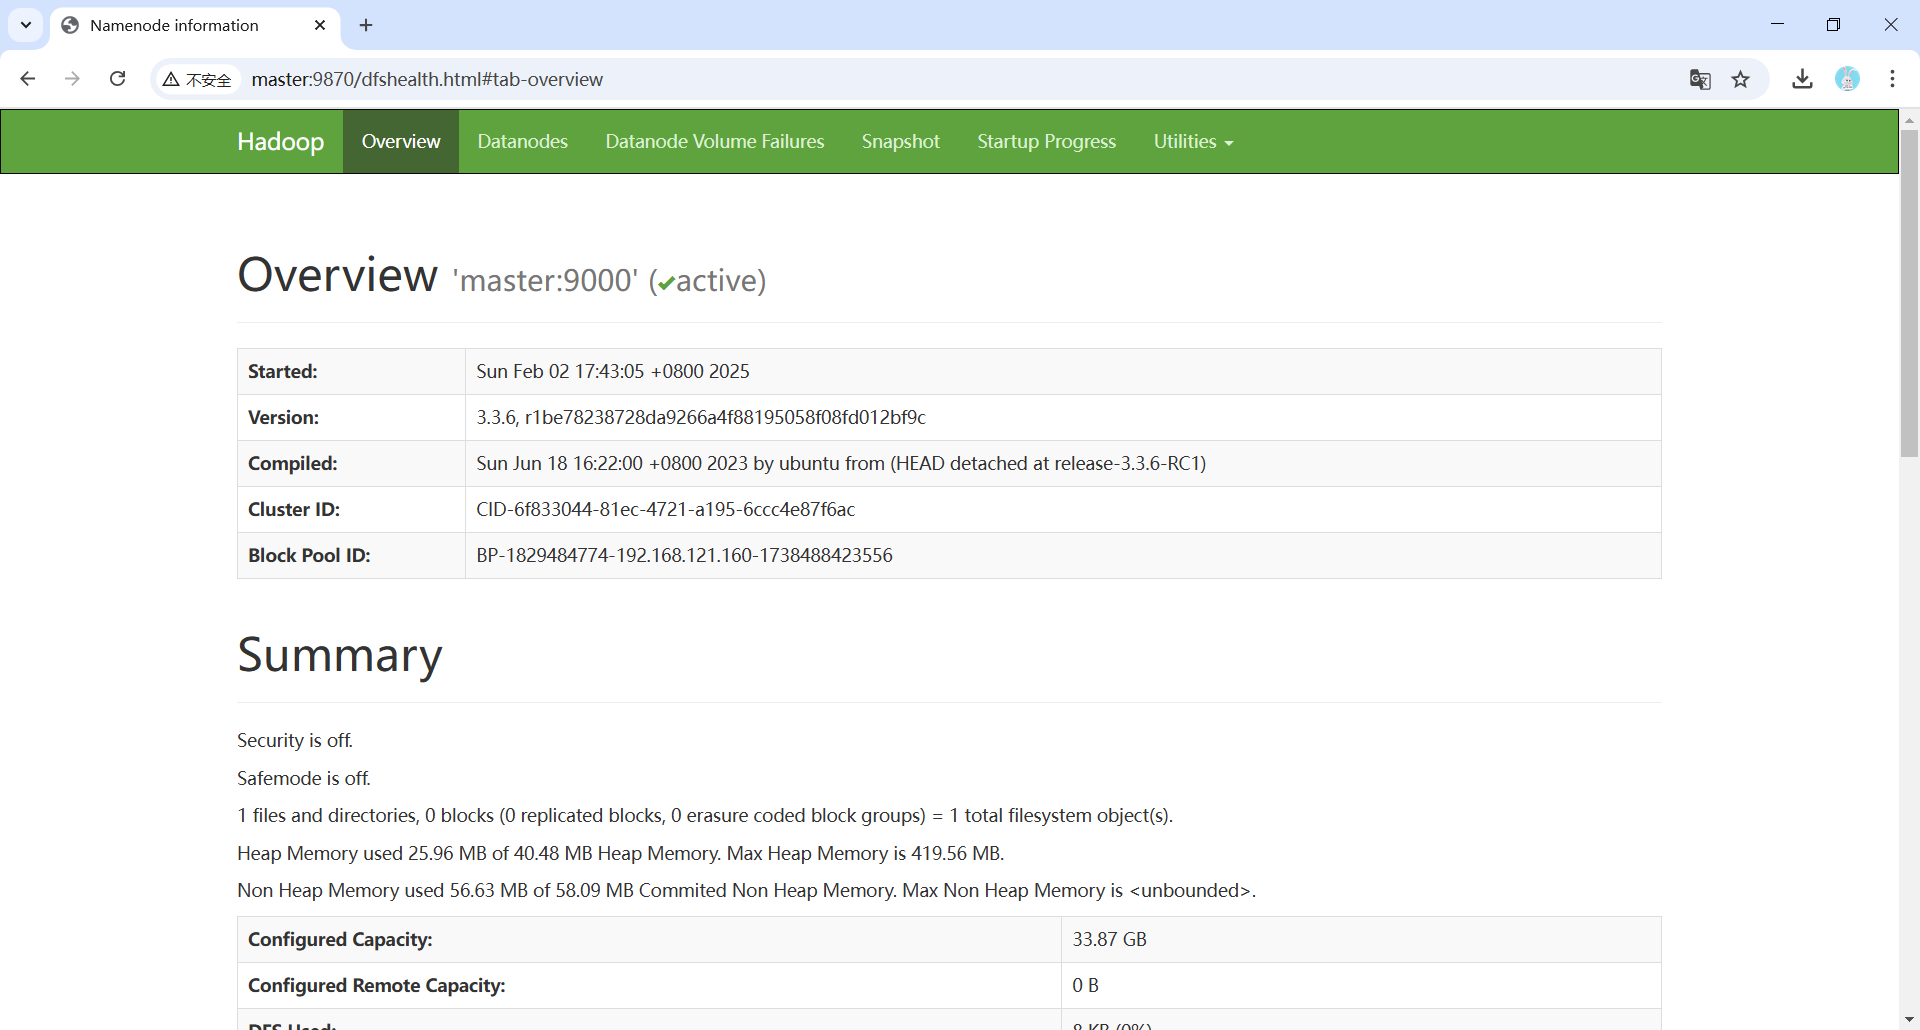 Namenode information
不安全 master:9870/dfshealth.html#tab-overview
Hadoop Overview Datanodes Datanode Volume Failures Snapshot Startup Progress Utilities
Overview 'master:9000' (✔active)
Started: Sun Feb 02 17:43:05 +0800 2025
Version: 3.3.6, r1be78238728da9266a4f88195058f08fd012bf9c
Compiled: Sun Jun 18 16:22:00 +0800 2023 by ubuntu from (HEAD detached at release-3.3.6-RC1)
Cluster ID: CID-6f833044-81ec-4721-a195-6ccc4e87f6ac
Block Pool ID: BP-1829484774-192.168.121.160-1738488423556
Summary
Security is off.
Safemode is off.
1 files and directories, 0 blocks (0 replicated blocks, 0 erasure coded block groups) = 1 total filesystem object(s).
Heap Memory used 25.96 MB of 40.48 MB Heap Memory. Max Heap Memory is 419.56 MB.
Non Heap Memory used 56.63 MB of 58.09 MB Commited Non Heap Memory. Max Non Heap Memory is <unbounded>.
Configured Capacity: 33.87 GB
Configured Remote Capacity: 0 B
DFS Used: 8 KB (0%)